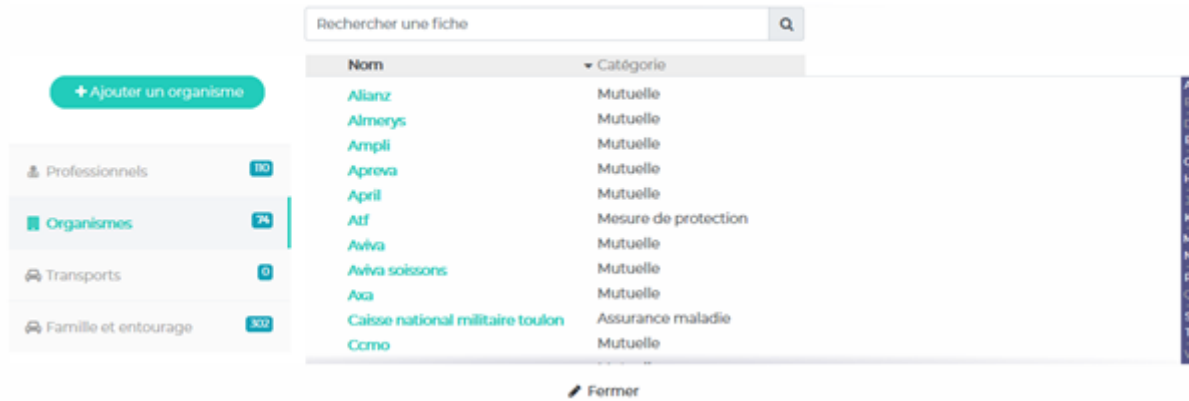 Rechercher une fiche
Nom Catégorie
+ Ajouter un organisme
Alianz Mutuelle
Almerys Mutuelle
Ampli Mutuelle
Professionnels 110
Apreva Mutuelle
April Mutuelle
Organismes 74
Atf Mesure de protection
Aviva Mutuelle
Aviva soissons Mutuelle
Transports 0
Axa Mutuelle
Caisse national militaire toulon Assurance maladie
Famille et entourage 302
Ccmo Mutuelle
Fermer